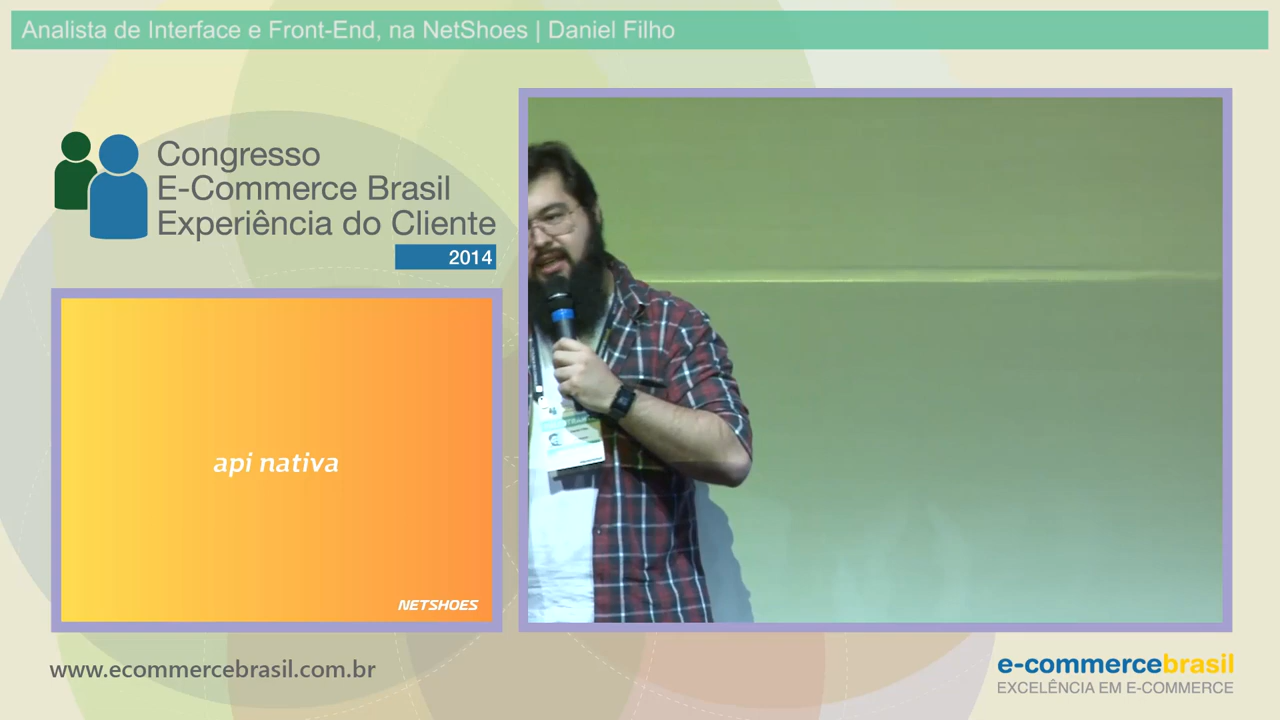 Analista de Interface e Front-End, na NetShoes | Daniel Filho
Congresso
E-Commerce Brasil
Experiência do Cliente
2014
api nativa
NETSHOES
www.ecommercebrasil.com.br
e-commercebrasil
EXCELÊNCIA EM E-COMMERCE